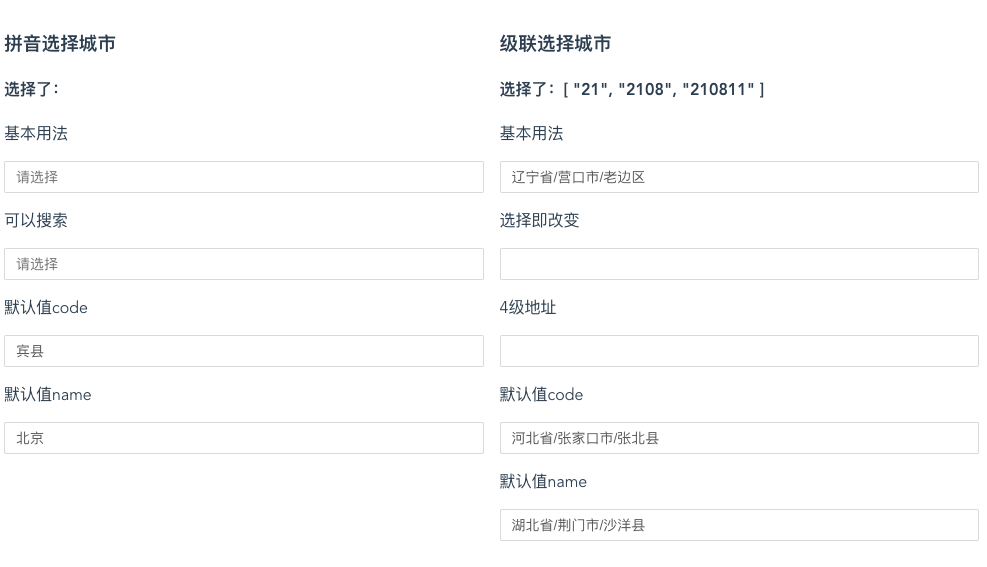 拼音选择城市
选择了：
基本用法
请选择
可以搜索
请选择
默认值code
宾县
默认值name
北京
级联选择城市
选择了：[ "21", "2108", "210811" ]
基本用法
辽宁省/营口市/老边区
选择即改变
4级地址
默认值code
河北省/张家口市/张北县
默认值name
湖北省/荆门市/沙洋县